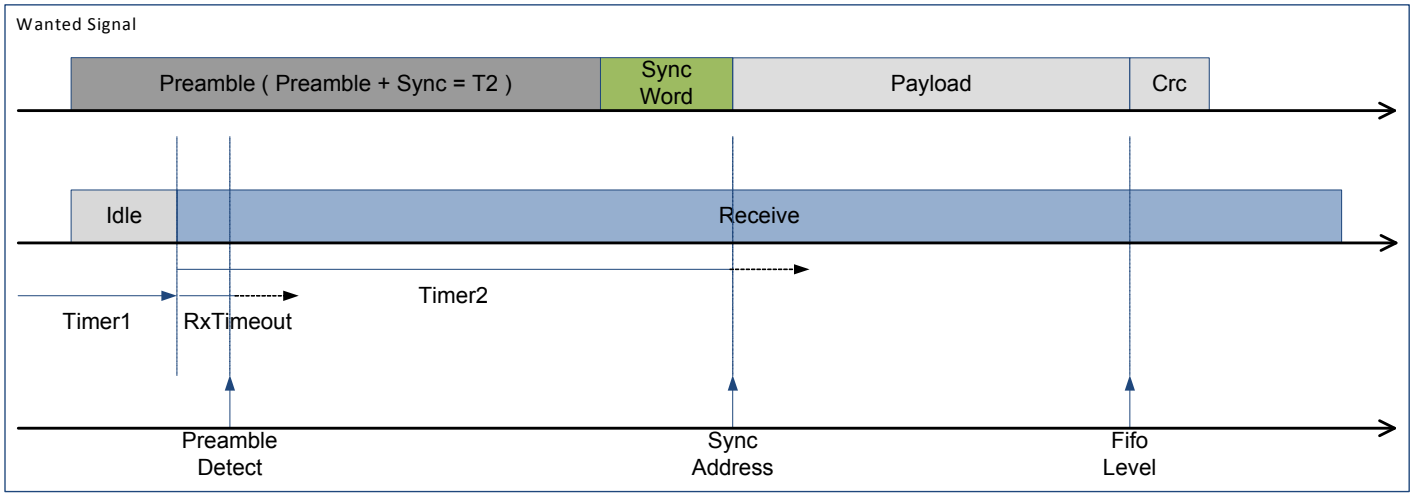 Wanted Signal
Preamble ( Preamble + Sync = T2 )
Sync
Word
Payload
Crc
Idle
Receive
Timer2
Timer1
RxTimeout
Preamble
Detect
Sync
Address
Fifo
Level